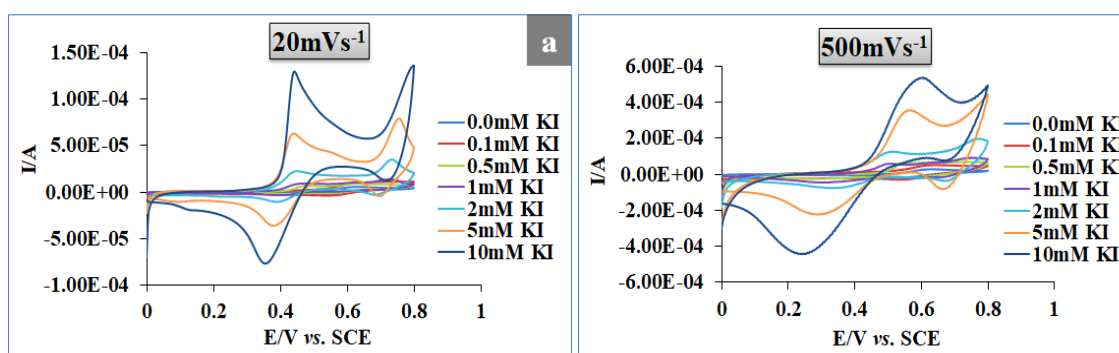 20mVs⁻¹
a
1.50E-04
1.00E-04
5.00E-05
0.00E+00
-5.00E-05
-1.00E-04
I/A
0 0.2 0.4 0.6 0.8 1
E/V vs. SCE
0.0mM KI
0.1mM KI
0.5mM KI
1mM KI
2mM KI
5mM KI
10mM KI
500mVs⁻¹
6.00E-04
4.00E-04
2.00E-04
0.00E+00
-2.00E-04
-4.00E-04
-6.00E-04
I/A
0 0.2 0.4 0.6 0.8 1
E/V vs. SCE
0.0mM KI
0.1mM KI
0.5mM KI
1mM KI
2mM KI
5mM KI
10mM KI